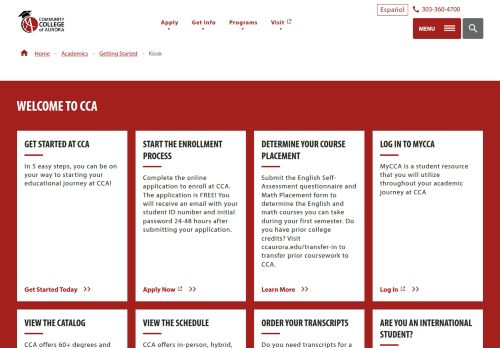 COMMUNITY
COLLEGE
of AURORA
Apply
Get Info
Programs
Visit
Español
303-360-4700
MENU
Home - Academics - Getting Started - Kiosk
WELCOME TO CCA
GET STARTED AT CCA
In 5 easy steps, you can be on
your way to starting your
educational journey at CCA!
Get Started Today >>
START THE ENROLLMENT
PROCESS
Complete the online
application to enroll at CCA.
The application is FREE! You
will receive an email with your
student ID number and initial
password 24-48 hours after
submitting your application.
Apply Now >>
DETERMINE YOUR COURSE
PLACEMENT
Submit the English Self-
Assessment questionnaire and
Math Placement form to
determine the English and
math courses you can take
during your first semester. Do
you have prior college
credits? Visit
ccaurora.edu/transfer-in to
transfer prior coursework to
CCA.
Learn More >>
LOG IN TO MYCCA
MyCCA is a student resource
that you will utilize
throughout your academic
journey at CCA
Log In >>
VIEW THE CATALOG
CCA offers 60+ degrees and
VIEW THE SCHEDULE
CCA offers in-person, hybrid,
ORDER YOUR TRANSCRIPTS
Do you need transcripts for a
ARE YOU AN INTERNATIONAL
STUDENT?